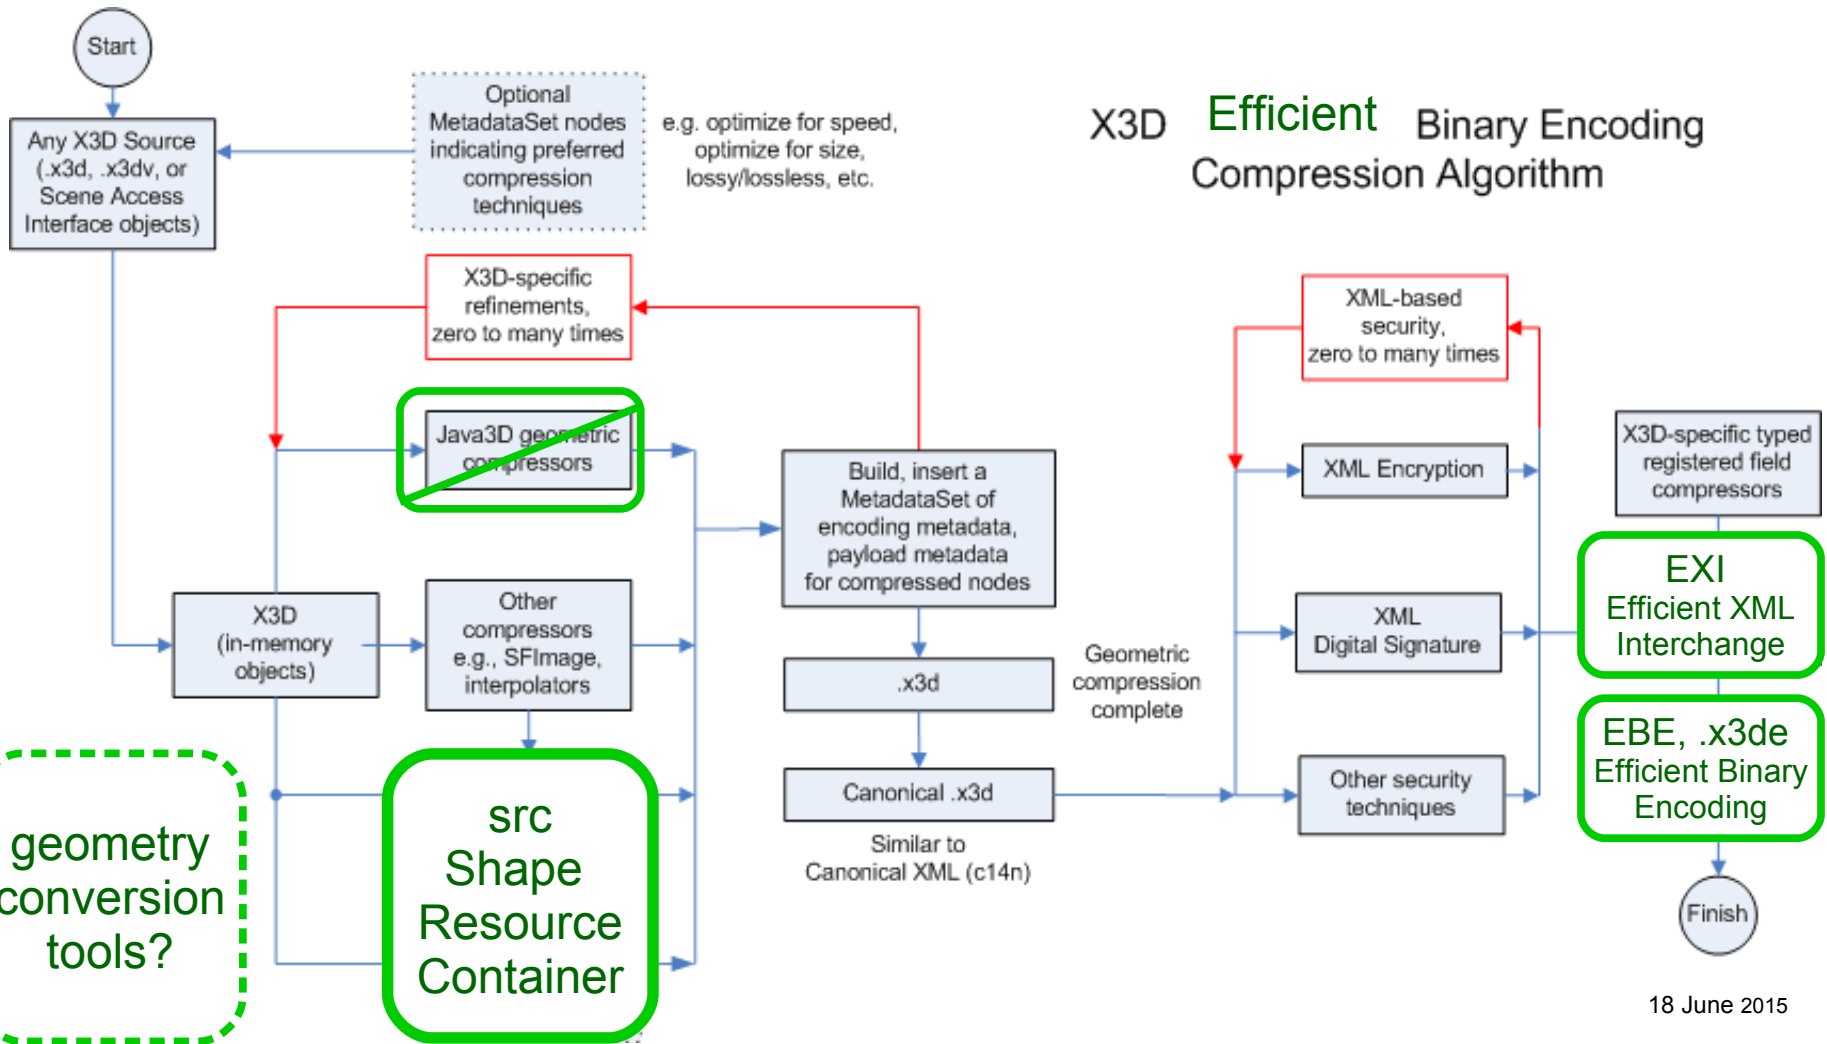 Start
X3D Efficient Binary Encoding
Compression Algorithm
Any X3D Source
(.x3d, .x3dv, or
Scene Access
Interface objects)
Optional
MetadataSet nodes
indicating preferred
compression
techniques
e.g. optimize for speed,
optimize for size,
lossy/lossless, etc.
X3D-specific
refinements,
zero to many times
Java3D geometric
compressors
X3D
(in-memory
objects)
Other
compressors
e.g., SFImage,
interpolators
geometry
conversion
tools?
src
Shape
Resource
Container
Build, insert a
MetadataSet of
encoding metadata,
payload metadata
for compressed nodes
.x3d
Canonical .x3d
Similar to
Canonical XML (c14n)
Geometric
compression
complete
XML-based
security,
zero to many times
XML Encryption
XML
Digital Signature
Other security
techniques
X3D-specific typed
registered field
compressors
EXI
Efficient XML
Interchange
EBE, .x3de
Efficient Binary
Encoding
Finish
18 June 2015